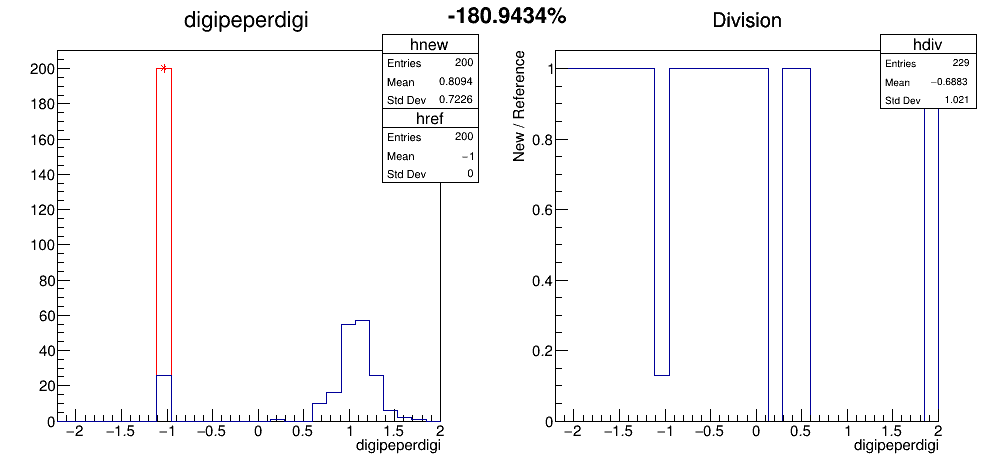 -180.9434%
digipeperdigi
hnew
Entries 200
Mean 0.8094
Std Dev 0.7226
href
Entries 200
Mean −1
Std Dev 0
200
180
160
140
120
100
80
60
40
20
0
−2 −1.5 −1 −0.5 0 0.5 1 1.5 2
digipeperdigi
Division
hdiv
Entries 229
Mean −0.6883
Std Dev 1.021
New / Reference
1
0.8
0.6
0.4
0.2
0
−2 −1.5 −1 −0.5 0 0.5 1 1.5 2
digipeperdigi